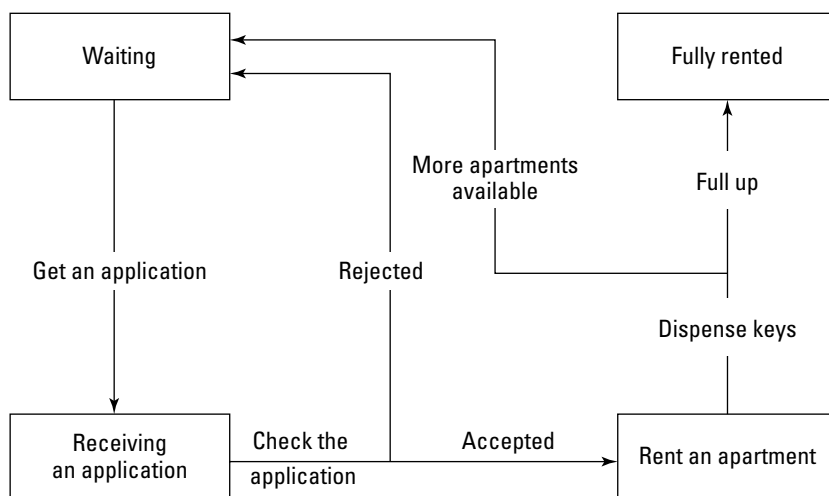 Waiting
Fully rented
More apartments
available
Full up
Get an application
Rejected
Dispense keys
Receiving
an application
Check the
application
Accepted
Rent an apartment